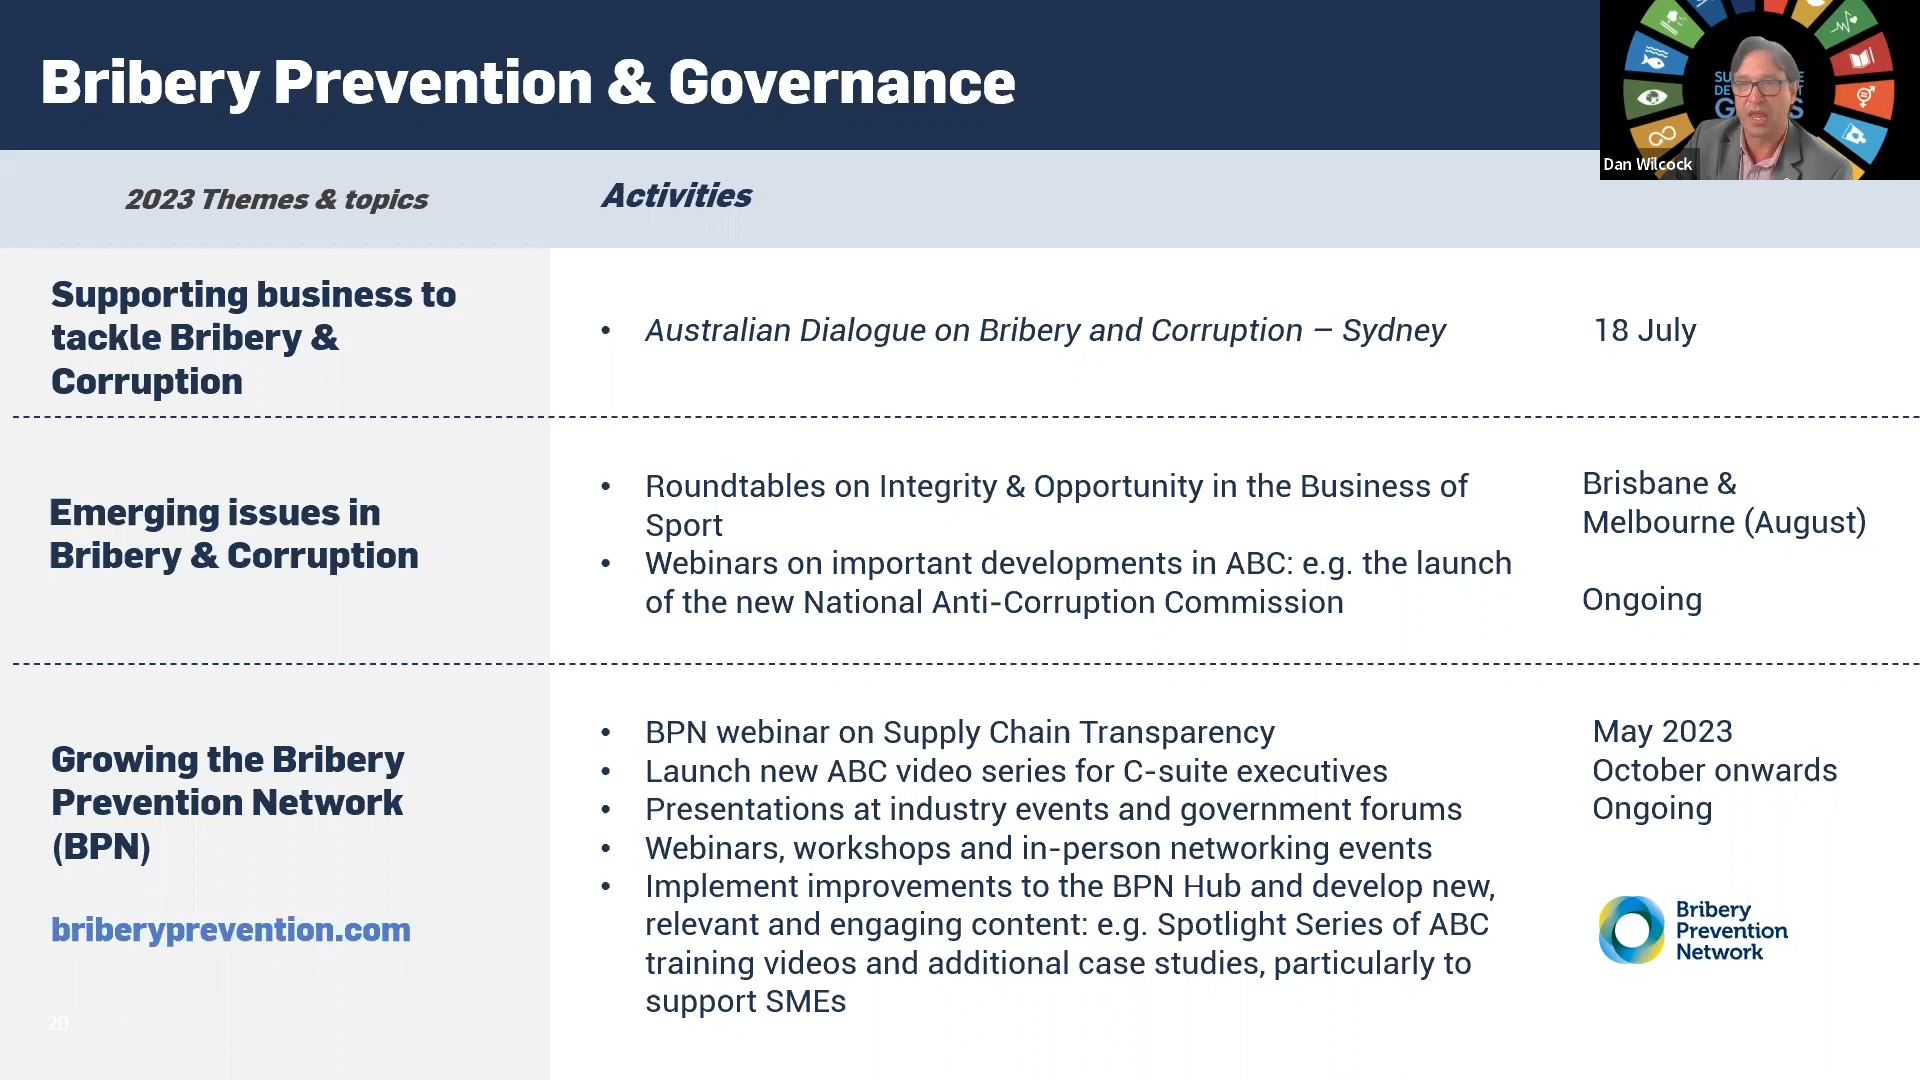 Bribery Prevention & Governance
Dan Wilcock
2023 Themes & topics
Activities
Supporting business to
tackle Bribery &
Corruption
• Australian Dialogue on Bribery and Corruption – Sydney
18 July
Emerging issues in
Bribery & Corruption
• Roundtables on Integrity & Opportunity in the Business of
Sport
• Webinars on important developments in ABC: e.g. the launch
of the new National Anti-Corruption Commission
Brisbane &
Melbourne (August)
Ongoing
Growing the Bribery
Prevention Network
(BPN)
briberyprevention.com
• BPN webinar on Supply Chain Transparency
• Launch new ABC video series for C-suite executives
• Presentations at industry events and government forums
• Webinars, workshops and in-person networking events
• Implement improvements to the BPN Hub and develop new,
relevant and engaging content: e.g. Spotlight Series of ABC
training videos and additional case studies, particularly to
support SMEs
May 2023
October onwards
Ongoing
Bribery
Prevention
Network
20